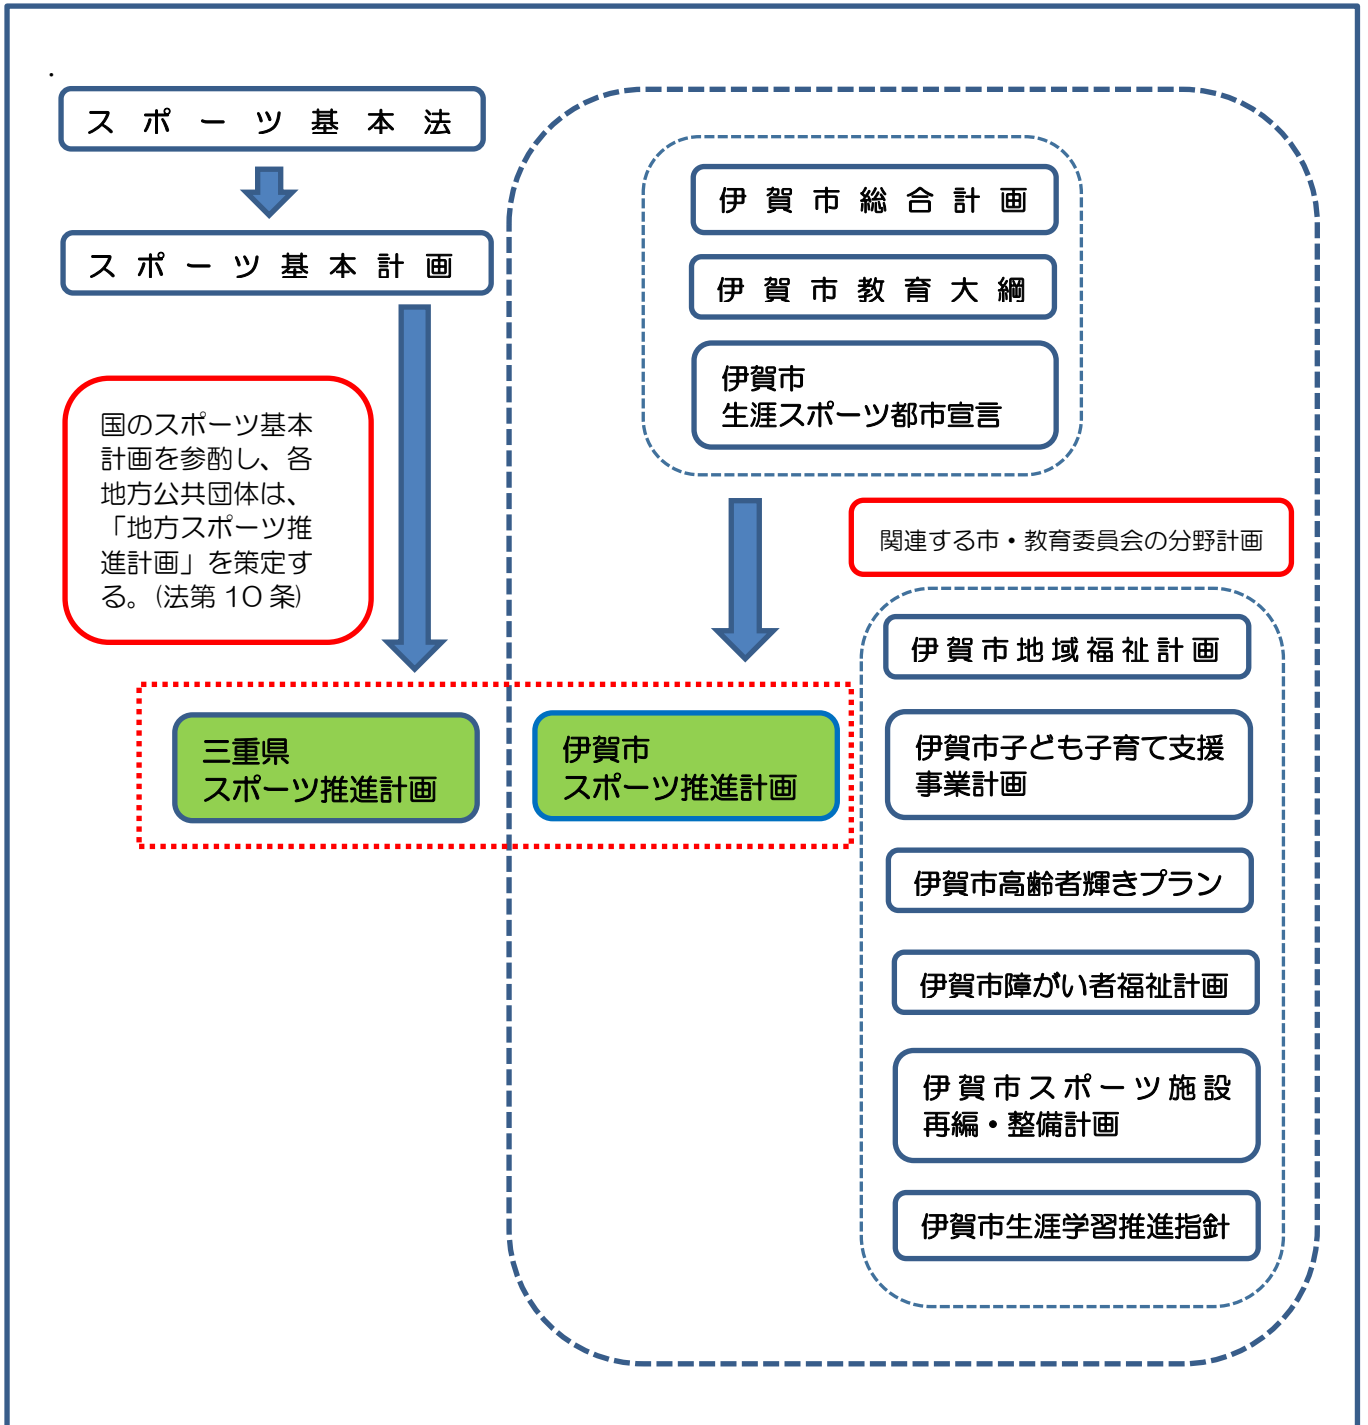 スポーツ基本法
スポーツ基本計画
国のスポーツ基本
計画を参酌し、各
地方公共団体は、
「地方スポーツ推
進計画」を策定す
る。(法第 10 条)
伊賀市総合計画
伊賀市教育大綱
伊賀市
生涯スポーツ都市宣言
関連する市・教育委員会の分野計画
三重県
スポーツ推進計画
伊賀市
スポーツ推進計画
伊賀市地域福祉計画
伊賀市子ども子育て支援
事業計画
伊賀市高齢者輝きプラン
伊賀市障がい者福祉計画
伊賀市スポーツ施設
再編・整備計画
伊賀市生涯学習推進指針